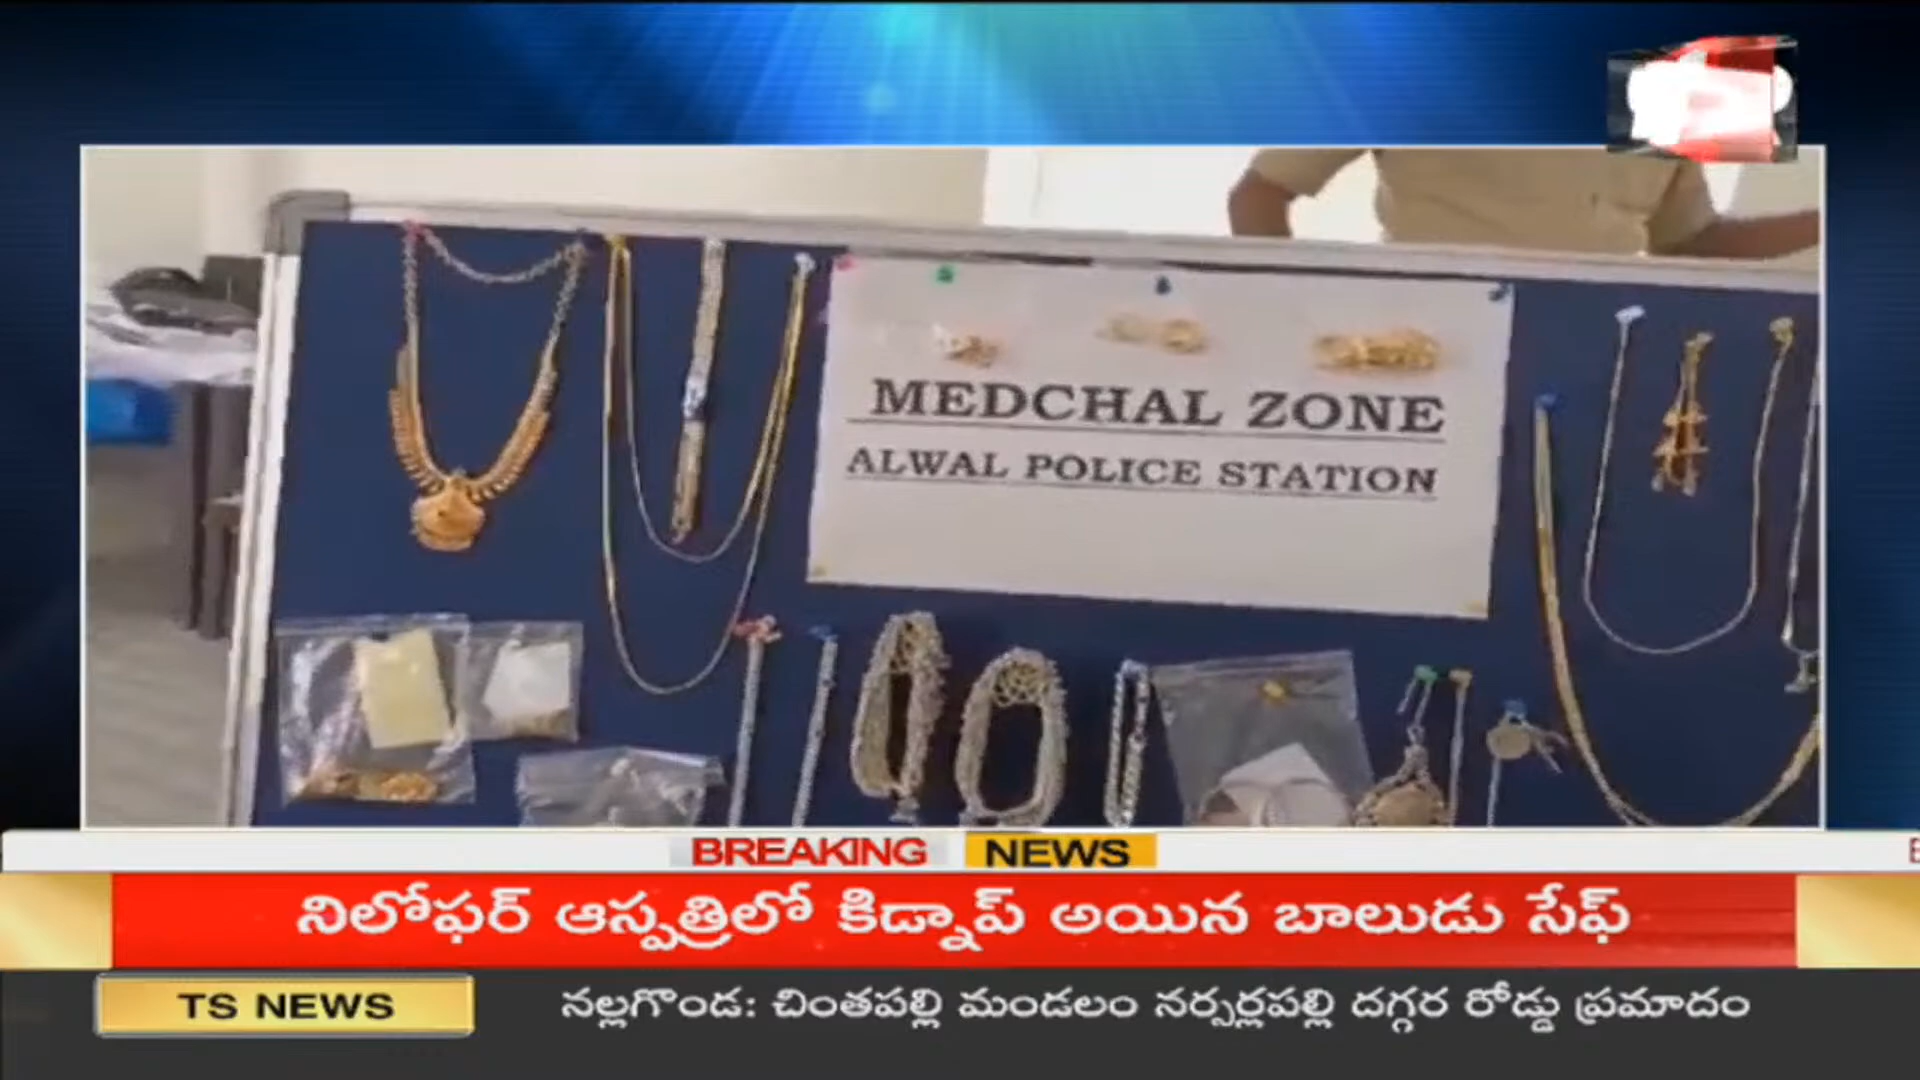 MEDCHAL ZONE
ALWAL POLICE STATION
BREAKING NEWS
నిలోఫర్ ఆస్పత్రిలో కిడ్నాప్ అయిన బాలుడు సేఫ్
TS NEWS
నల్లగొండ: చింతపల్లి మండలం నర్సర్లపల్లి దగ్గర రోడ్డు ప్రమాదం